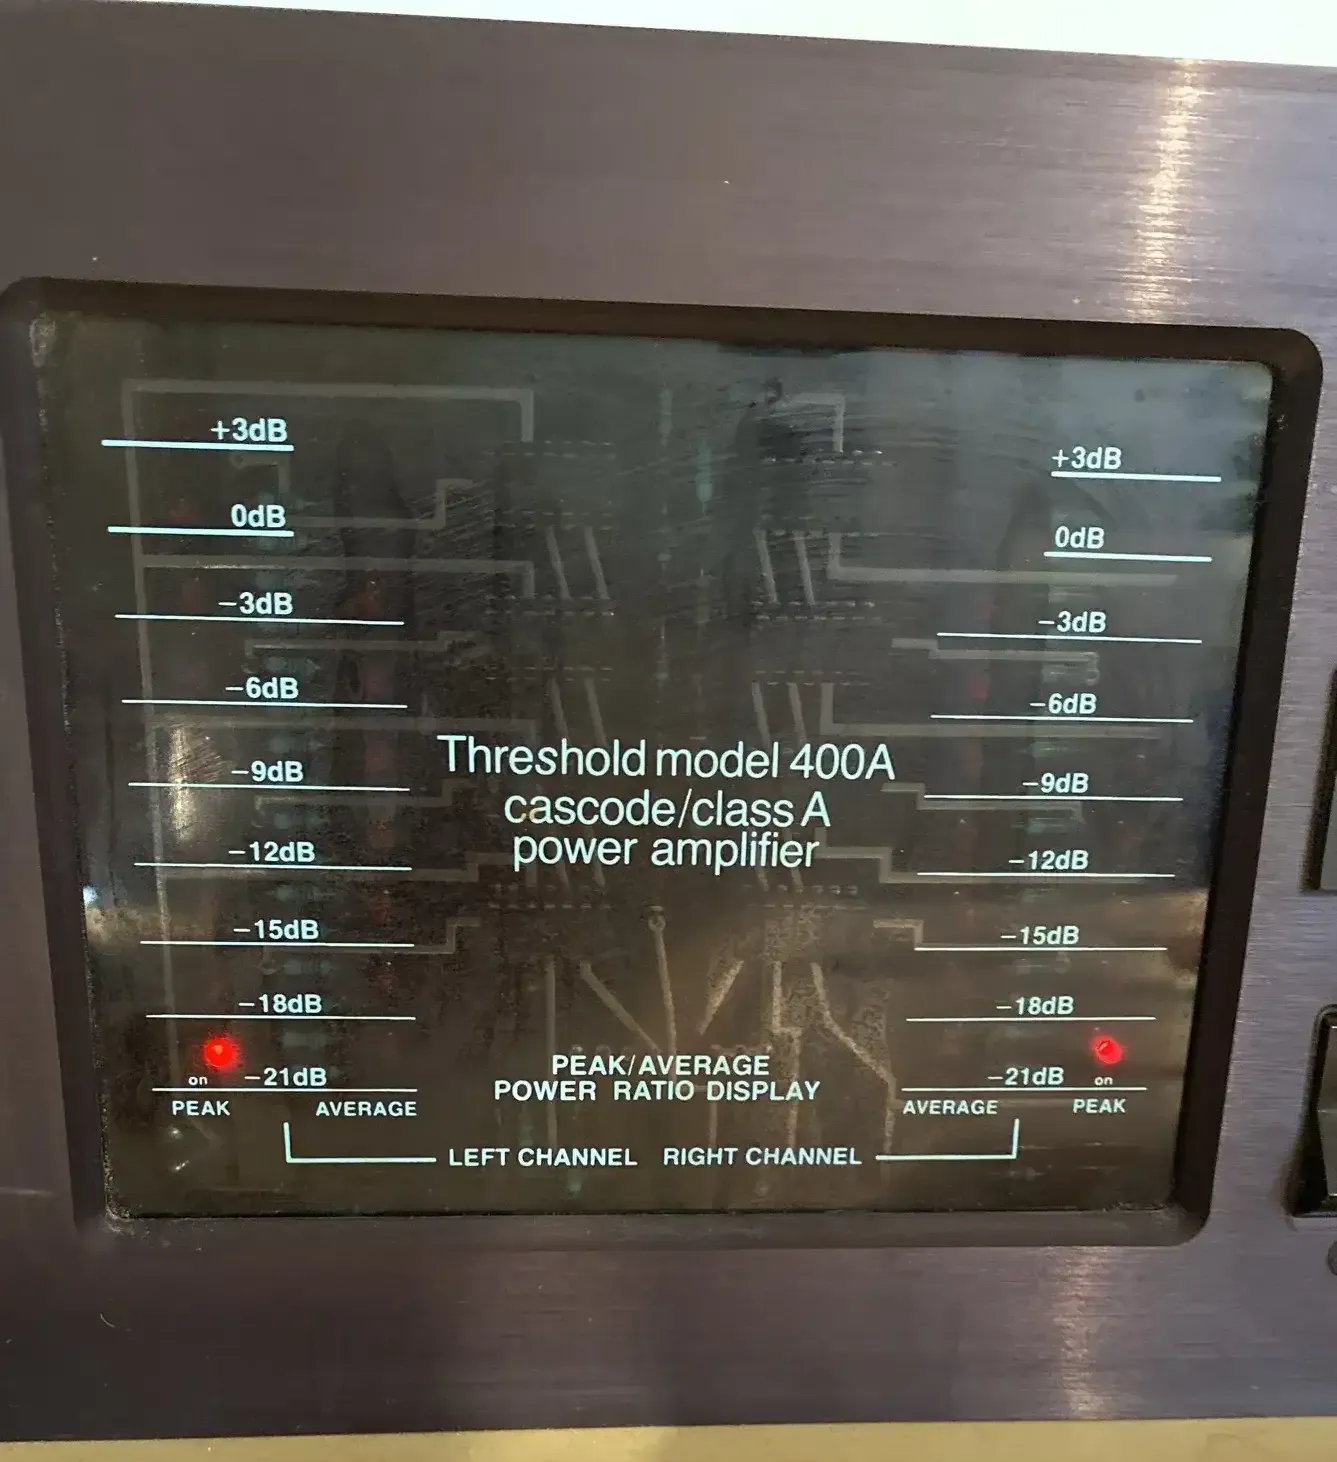 +3dB +3dB
0dB 0dB
−3dB −3dB
−6dB −6dB
Threshold model 400A
−9dB −9dB
cascode/class A
power amplifier
−12dB −12dB
−15dB −15dB
−18dB −18dB
PEAK/AVERAGE
on −21dB −21dB on
POWER RATIO DISPLAY
PEAK AVERAGE AVERAGE PEAK
LEFT CHANNEL RIGHT CHANNEL